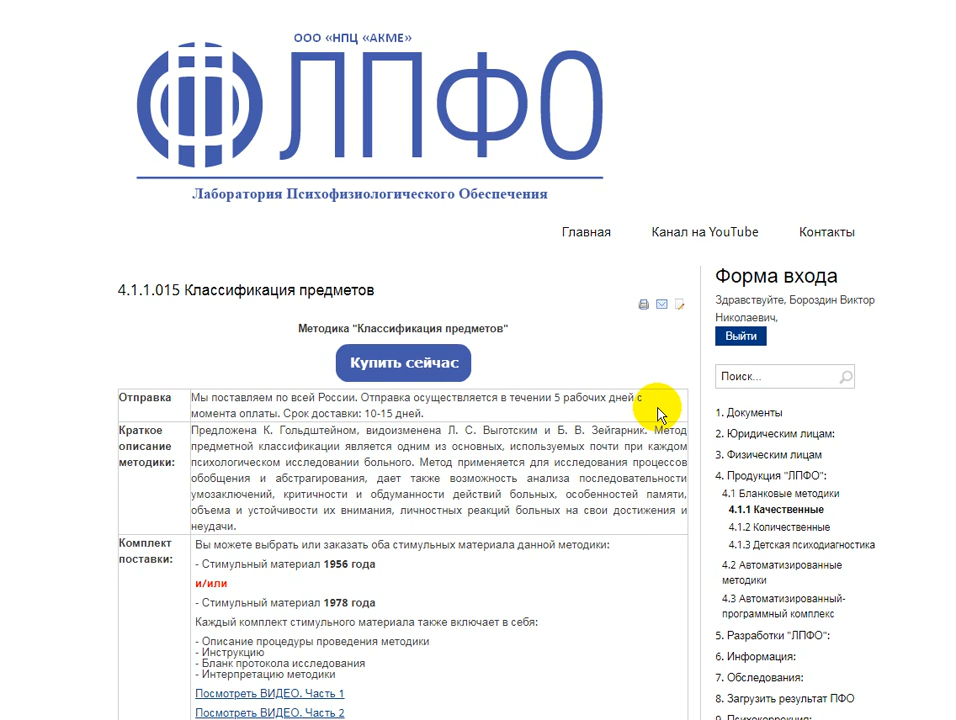 ООО «НПЦ «АКМЕ»
ЛПФО
Лаборатория Психофизиологического Обеспечения
Главная Канал на YouTube Контакты
4.1.1.015 Классификация предметов
Методика "Классификация предметов"
Купить сейчас
Отправка
Мы поставляем по всей России. Отправка осуществляется в течении 5 рабочих дней с
момента оплаты. Срок доставки: 10-15 дней.
Краткое
описание
методики:
Предложена К. Гольдштейном, видоизменена Л. С. Выготским и Б. В. Зейгарник. Метод
предметной классификации является одним из основных, используемых почти при каждом
психологическом исследовании больного. Метод применяется для исследования процессов
обобщения и абстрагирования, дает также возможность анализа последовательности
умозаключений, критичности и обдуманности действий больных, особенностей памяти,
объема и устойчивости их внимания, личностных реакций больных на свои достижения и
неудачи.
Комплект
поставки:
Вы можете выбрать или заказать оба стимульных материала данной методики:
- Стимульный материал 1956 года
и/или
- Стимульный материал 1978 года
Каждый комплект стимульного материала также включает в себя:
- Описание процедуры проведения методики
- Инструкцию
- Бланк протокола исследования
- Интерпретацию методики
Посмотреть ВИДЕО. Часть 1
Посмотреть ВИДЕО. Часть 2
Форма входа
Здравствуйте, Бороздин Виктор
Николаевич,
Выйти
Поиск...
1. Документы
2. Юридическим лицам:
3. Физическим лицам
4. Продукция "ЛПФО":
4.1 Бланковые методики
4.1.1 Качественные
4.1.2 Количественные
4.1.3 Детская психодиагностика
4.2 Автоматизированные
методики
4.3 Автоматизированный-
программный комплекс
5. Разработки "ЛПФО":
6. Информация:
7. Обследования:
8. Загрузить результат ПФО
9. Психокоррекция: